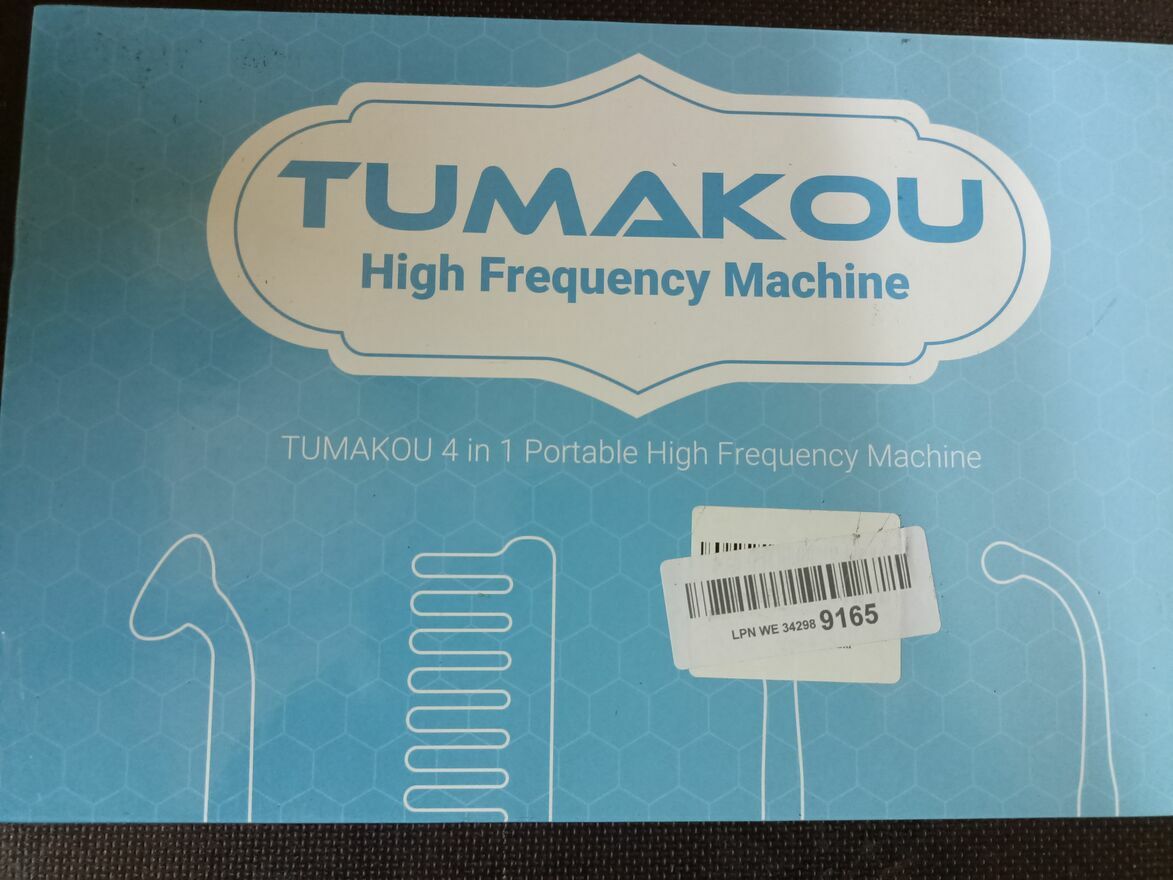 TUMAKOU
High Frequency Machine
TUMAKOU 4 in 1 Portable High Frequency Machine
LPN WE 34298 9165